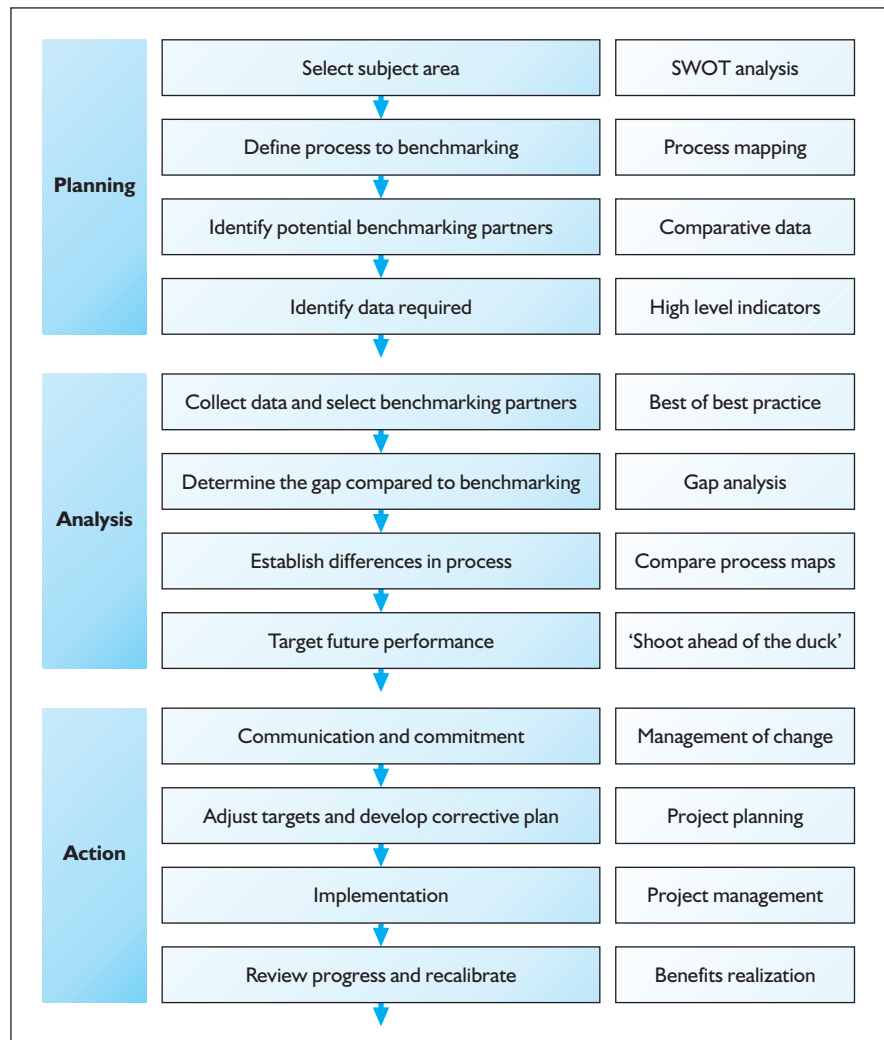 Planning
Select subject area
SWOT analysis
Define process to benchmarking
Process mapping
Identify potential benchmarking partners
Comparative data
Identify data required
High level indicators
Analysis
Collect data and select benchmarking partners
Best of best practice
Determine the gap compared to benchmarking
Gap analysis
Establish differences in process
Compare process maps
Target future performance
‘Shoot ahead of the duck’
Action
Communication and commitment
Management of change
Adjust targets and develop corrective plan
Project planning
Implementation
Project management
Review progress and recalibrate
Benefits realization